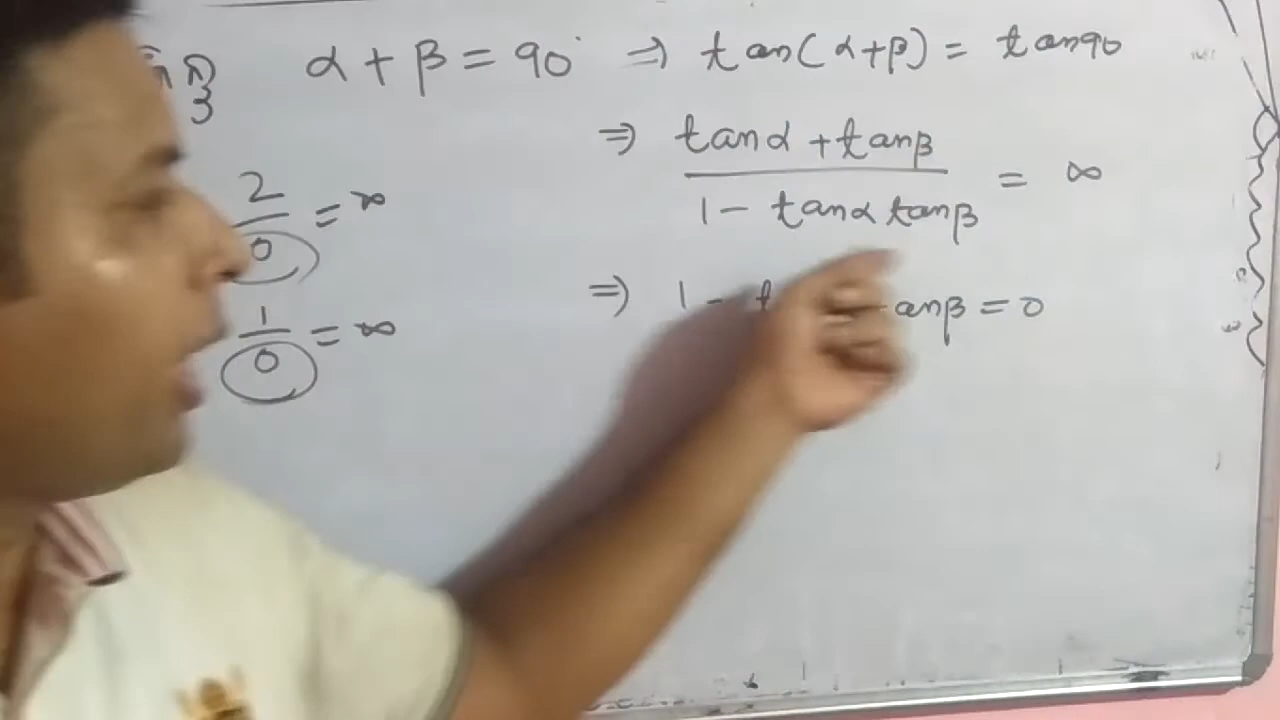 α + β = 90° ⇒ tan(α+β) = tan90
⇒ tanα + tanβ / 1 - tanα tanβ = ∞
2/0 = ∞
⇒ 1 - t anβ = 0
1/0 = ∞